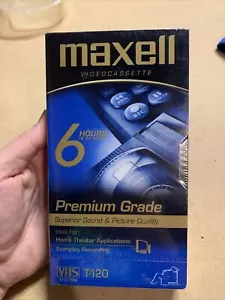 maxell
VIDEOCASSETTE
6 HOURS
Premium Grade
Superior Sound & Picture Quality
Ideal For:
Home Theater Applications
Everyday Recording
VHS T-120